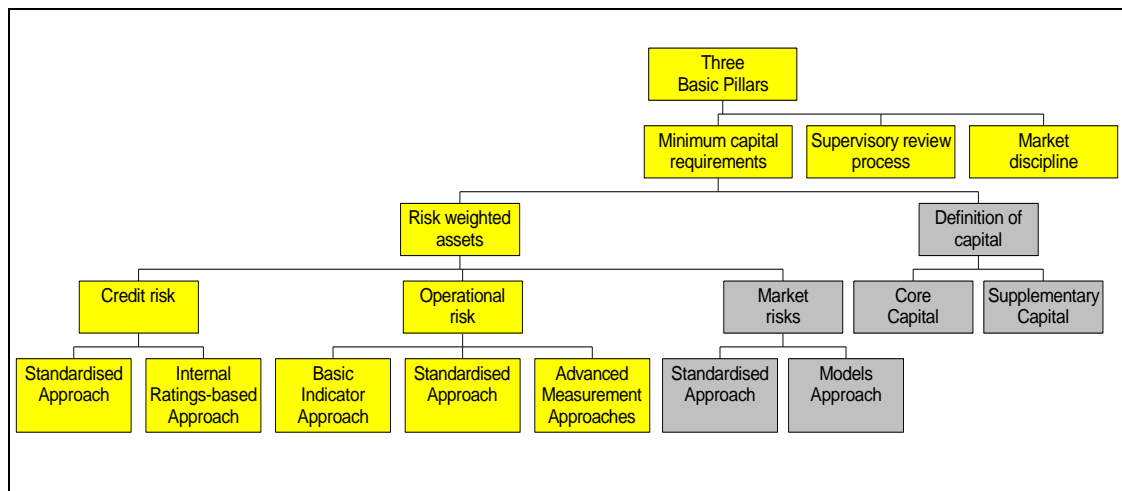 Three
Basic Pillars
Minimum capital
requirements
Supervisory review
process
Market
discipline
Risk weighted
assets
Definition of
capital
Credit risk
Operational
risk
Market
risks
Core
Capital
Supplementary
Capital
Standardised
Approach
Internal
Ratings-based
Approach
Basic
Indicator
Approach
Standardised
Approach
Advanced
Measurement
Approaches
Standardised
Approach
Models
Approach